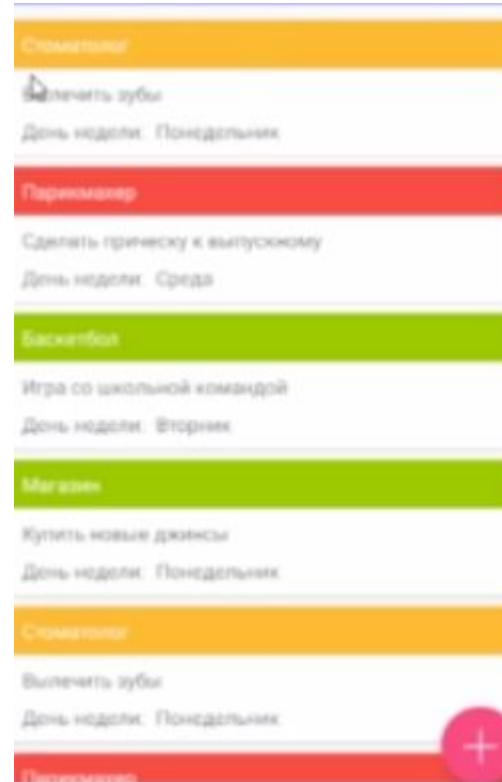 Стоматолог
Вылечить зубы
День недели: Понедельник
Парикмахер
Сделать прическу к выпускному
День недели: Среда
Баскетбол
Игра со школьной командой
День недели: Вторник
Магазин
Купить новые джинсы
День недели: Понедельник
Стоматолог
Вылечить зубы
День недели: Понедельник
Парикмахер